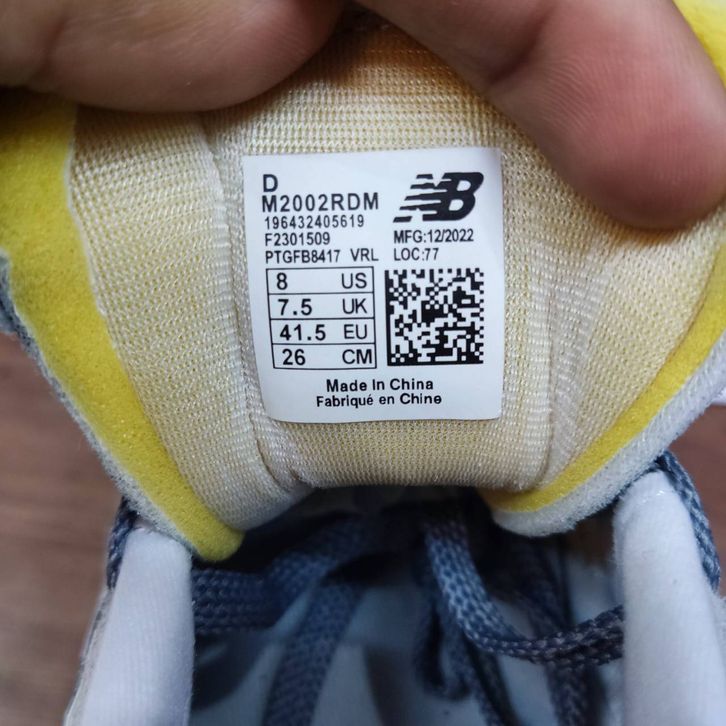 D
M2002RDM
196432405619
F2301509
PTGFB8417 VRL
NB
MFG:12/2022
LOC:77
8 US
7.5 UK
41.5 EU
26 CM
Made In China
Fabriqué en Chine